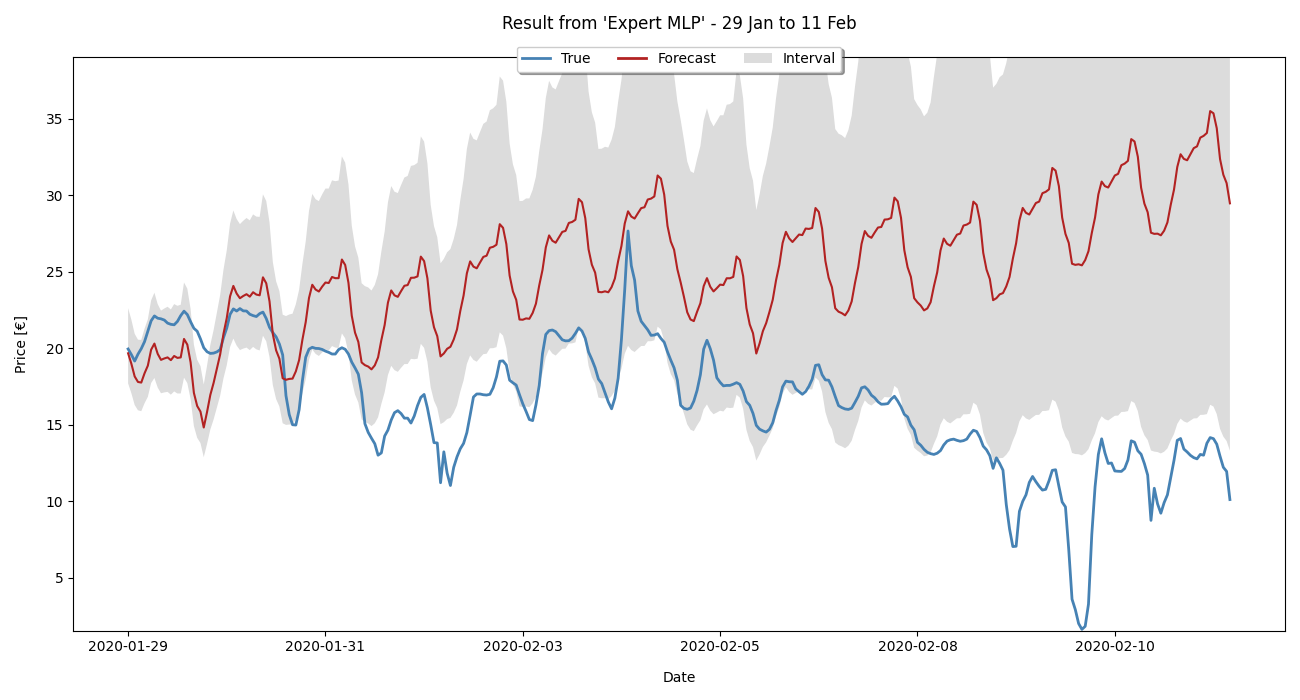 Result from 'Expert MLP' - 29 Jan to 11 Feb
True Forecast Interval
35
30
25
20
15
10
5
Price [€]
2020-01-29 2020-01-31 2020-02-03 2020-02-05 2020-02-08 2020-02-10
Date